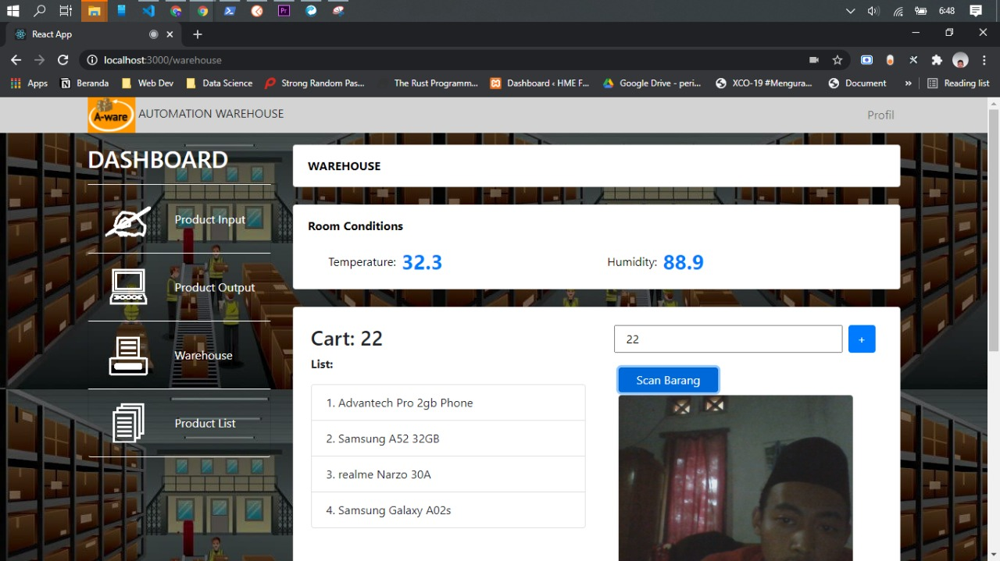 Pr
6:48
React App
localhost:3000/warehouse
Apps Beranda Web Dev Data Science Strong Random Pas... The Rust Programm... Dashboard ‹ HME F... Google Drive - peri... XCO-19 #Mengura... Document » Reading list
A-ware AUTOMATION WAREHOUSE Profil
DASHBOARD
Product Input
Product Output
Warehouse
Product List
WAREHOUSE
Room Conditions
Temperature: 32.3 Humidity: 88.9
Cart: 22
List:
1. Advantech Pro 2gb Phone
2. Samsung A52 32GB
3. realme Narzo 30A
4. Samsung Galaxy A02s
22 +
Scan Barang